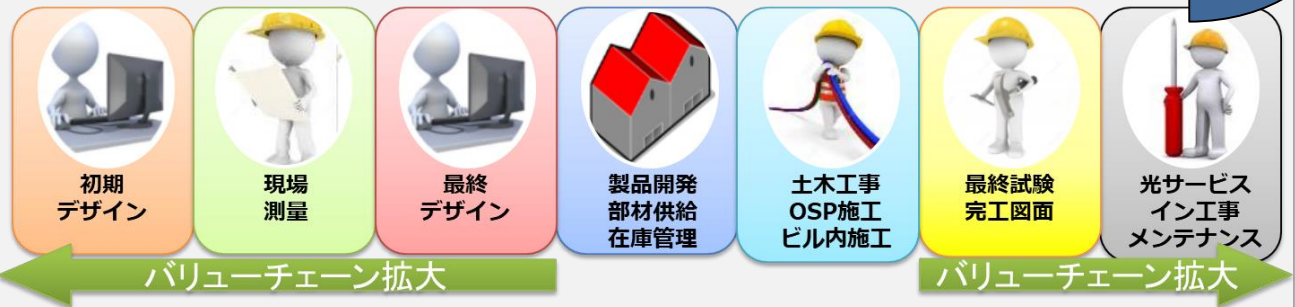 初期
デザイン
現場
測量
最終
デザイン
製品開発
部材供給
在庫管理
土木工事
OSP施工
ビル内施工
最終試験
完工図面
光サービス
イン工事
メンテナンス
バリューチェーン拡大
バリューチェーン拡大